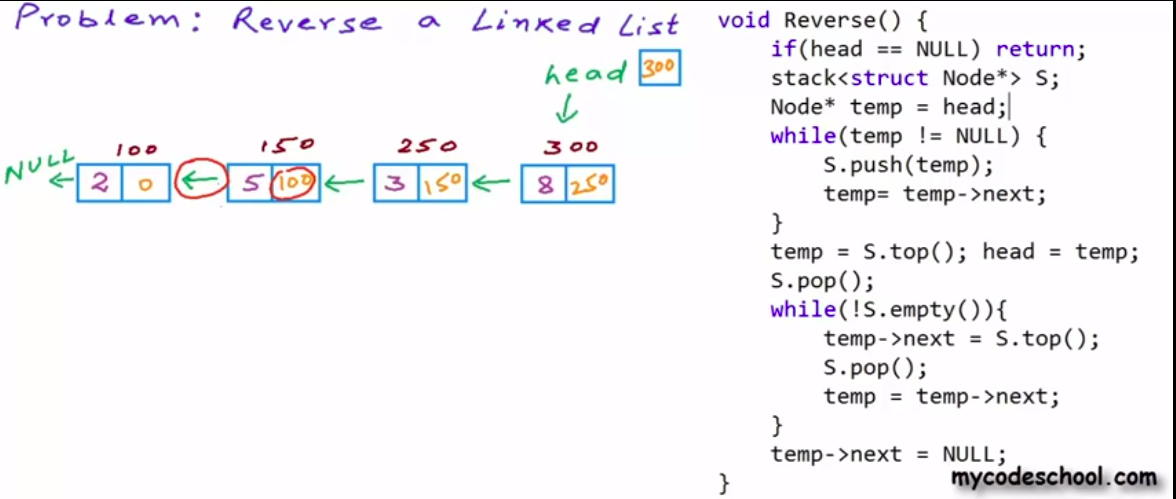 Problem: Reverse a Linked List
head 300
100 150 250 300
NULL 2 0 5 100 3 150 8 250
void Reverse() {
if(head == NULL) return;
stack<struct Node*> S;
Node* temp = head;
while(temp != NULL) {
S.push(temp);
temp= temp->next;
}
temp = S.top(); head = temp;
S.pop();
while(!S.empty()){
temp->next = S.top();
S.pop();
temp = temp->next;
}
temp->next = NULL;
}
mycodeschool.com